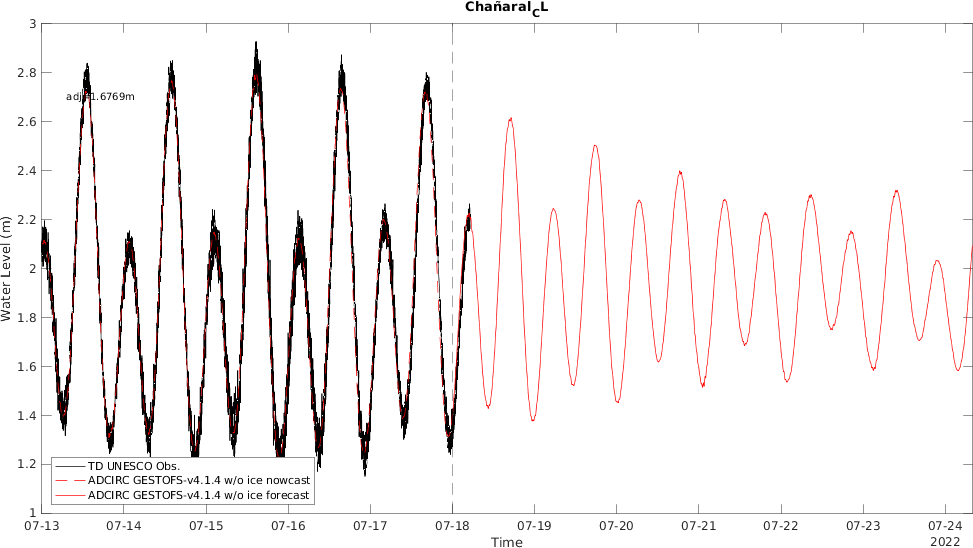 Chañaral_CL
3
2.8
adj=1.6769m
2.6
2.4
2.2
2
1.8
1.6
1.4
1.2
1
Water Level (m)
TD UNESCO Obs.
ADCIRC GESTOFS-v4.1.4 w/o ice nowcast
ADCIRC GESTOFS-v4.1.4 w/o ice forecast
07-13 07-14 07-15 07-16 07-17 07-18 07-19 07-20 07-21 07-22 07-23 07-24
Time
2022